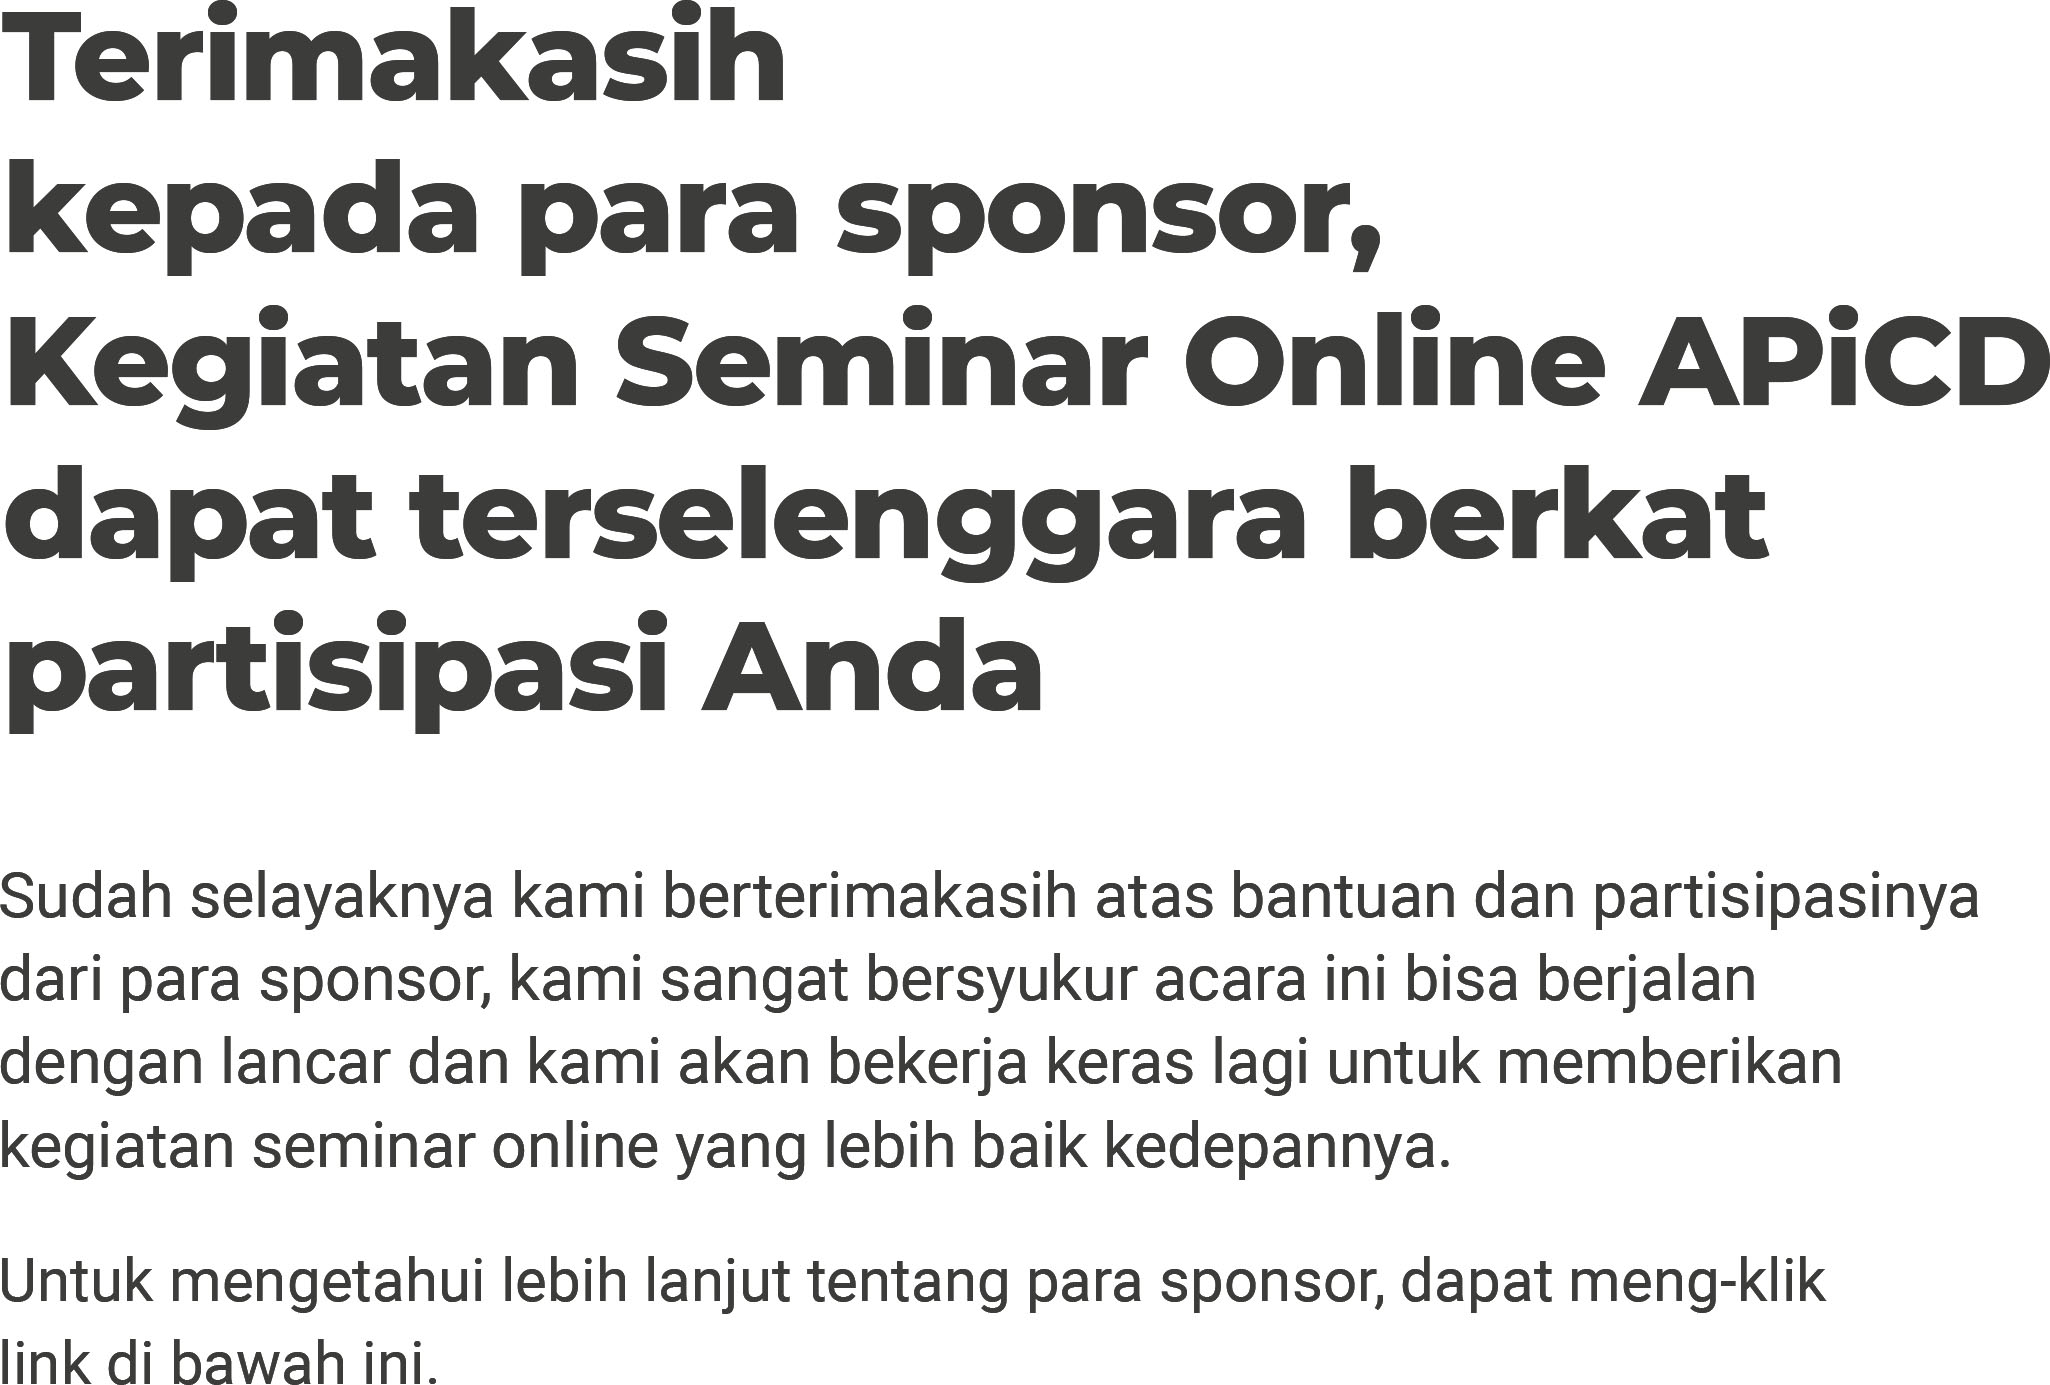 Terimakasih
kepada para sponsor,
Kegiatan Seminar Online APiCD
dapat terselenggara berkat
partisipasi Anda
Sudah selayaknya kami berterimakasih atas bantuan dan partisipasinya
dari para sponsor, kami sangat bersyukur acara ini bisa berjalan
dengan lancar dan kami akan bekerja keras lagi untuk memberikan
kegiatan seminar online yang lebih baik kedepannya.
Untuk mengetahui lebih lanjut tentang para sponsor, dapat meng-klik
link di bawah ini.